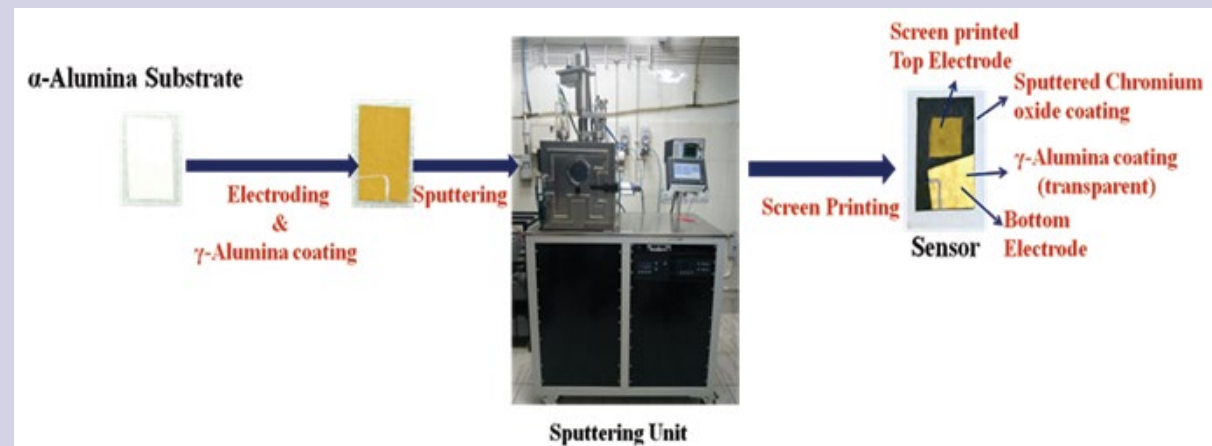 α-Alumina Substrate
Electroding
&
γ-Alumina coating
Sputtering
Sputtering Unit
Screen Printing
Screen printed
Top Electrode
Sputtered Chromium
oxide coating
γ-Alumina coating
(transparent)
Bottom
Electrode
Sensor